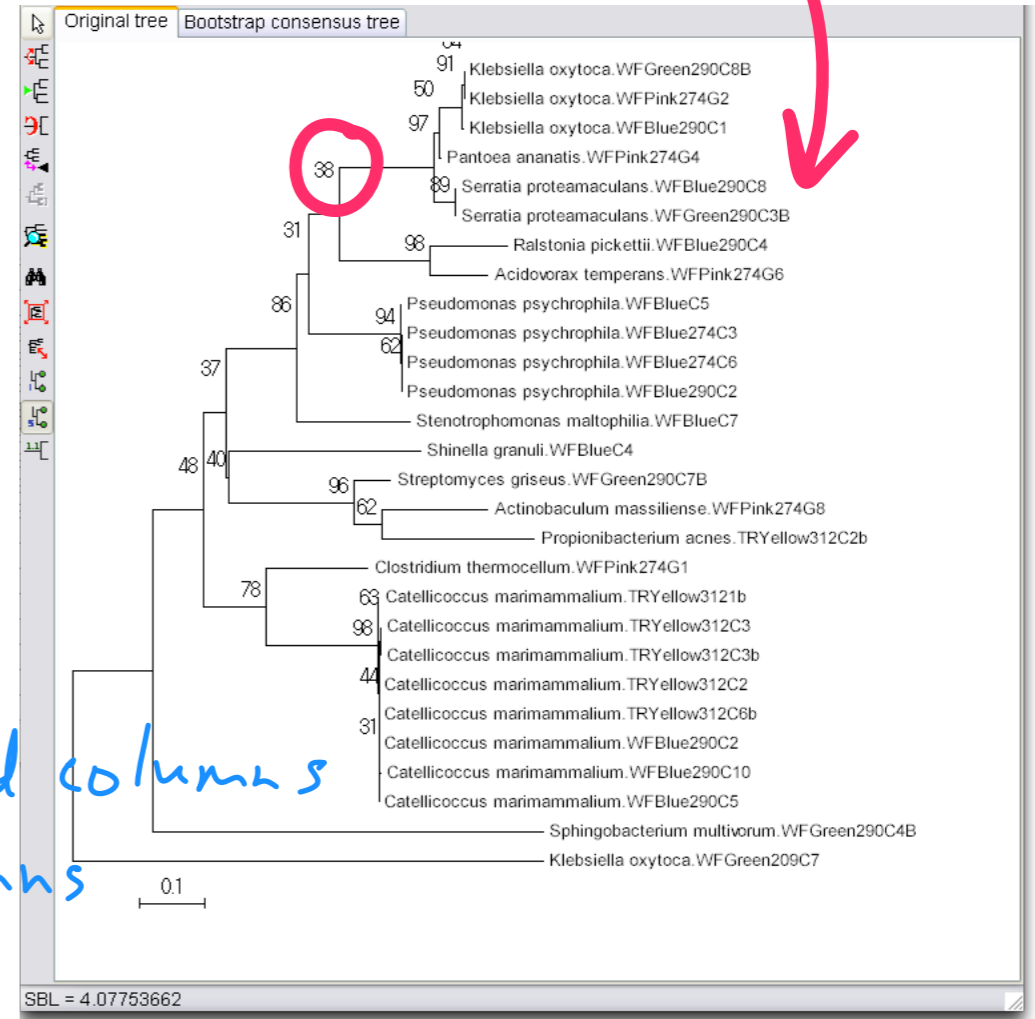 Original tree Bootstrap consensus tree
91 Klebsiella oxytoca.WFGreen290C8B
50 Klebsiella oxytoca.WFPink274G2
97 Klebsiella oxytoca.WFBlue290C1
Pantoea ananatis.WFPink274G4
38 89 Serratia proteamaculans.WFBlue290C8
Serratia proteamaculans.WFGreen290C3B
31 98 Ralstonia pickettii.WFBlue290C4
Acidovorax temperans.WFPink274G6
86 94 Pseudomonas psychrophila.WFBlueC5
Pseudomonas psychrophila.WFBlue274C3
62 Pseudomonas psychrophila.WFBlue274C6
37 Pseudomonas psychrophila.WFBlue290C2
Stenotrophomonas maltophilia.WFBlueC7
Shinella granuli.WFBlueC4
48 40 96 Streptomyces griseus.WFGreen290C7B
62 Actinobaculum massiliense.WFPink274G8
Propionibacterium acnes.TRYellow312C2b
Clostridium thermocellum.WFPink274G1
78 63 Catellicoccus marimammalium.TRYellow3121b
98 Catellicoccus marimammalium.TRYellow312C3
Catellicoccus marimammalium.TRYellow312C3b
44 Catellicoccus marimammalium.TRYellow312C2
Catellicoccus marimammalium.TRYellow312C6b
31 Catellicoccus marimammalium.WFBlue290C2
columns
Catellicoccus marimammalium.WFBlue290C10
Catellicoccus marimammalium.WFBlue290C5
Sphingobacterium multivorum.WFGreen290C4B
Klebsiella oxytoca.WFGreen209C7
0.1
SBL = 4.07753662